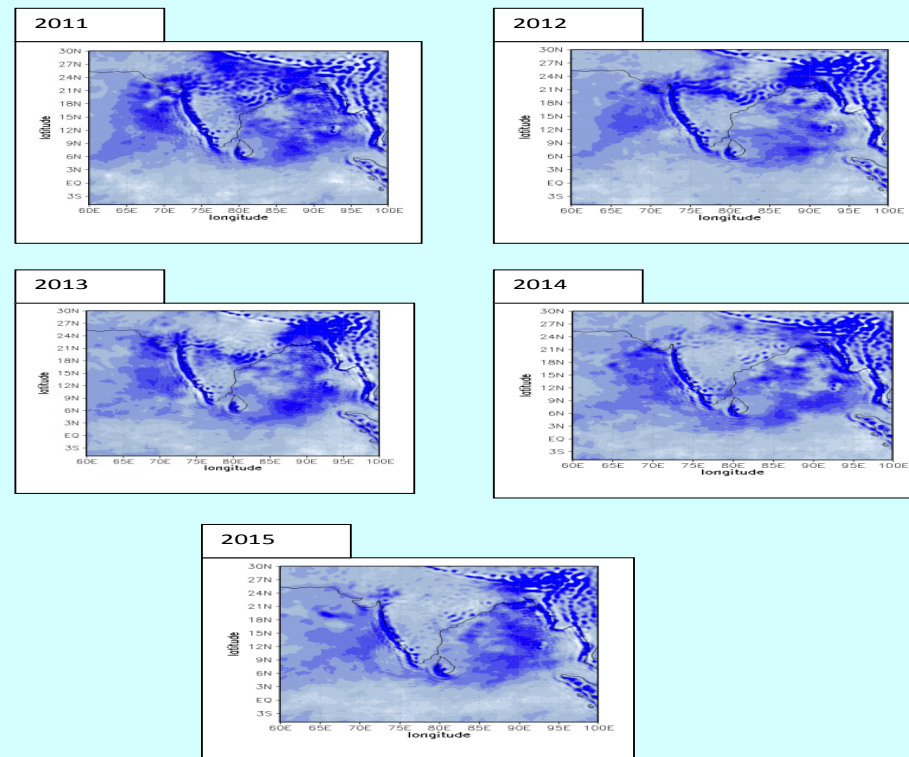 2011
30N
27N
24N
21N
18N
15N
12N
9N
6N
3N
EQ
3S
latitude
60E 65E 70E 75E 80E 85E 90E 95E 100E
longitude
2012
30N
27N
24N
21N
18N
15N
12N
9N
6N
3N
EQ
3S
latitude
60E 65E 70E 75E 80E 85E 90E 95E 100E
longitude
2013
30N
27N
24N
21N
18N
15N
12N
9N
6N
3N
EQ
3S
latitude
60E 65E 70E 75E 80E 85E 90E 95E 100E
longitude
2014
30N
27N
24N
21N
18N
15N
12N
9N
6N
3N
EQ
3S
latitude
60E 65E 70E 75E 80E 85E 90E 95E 100E
longitude
2015
30N
27N
24N
21N
18N
15N
12N
9N
6N
3N
EQ
3S
latitude
60E 65E 70E 75E 80E 85E 90E 95E 100E
longitude